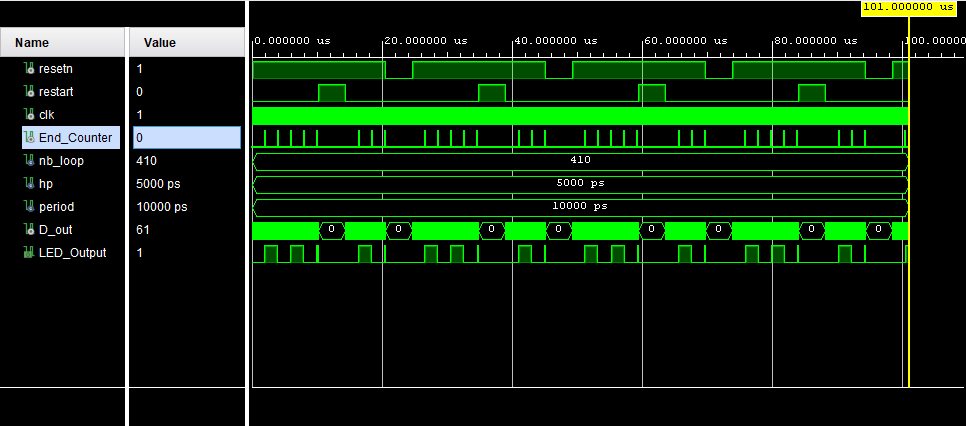 101.000000 us
Name Value
0.000000 us 20.000000 us 40.000000 us 60.000000 us 80.000000 us 100.00000
resetn 1
restart 0
clk 1
End_Counter 0
nb_loop 410 410
hp 5000 ps 5000 ps
period 10000 ps 10000 ps
D_out 61 0 0 0 0 0 0 0 0
LED_Output 1